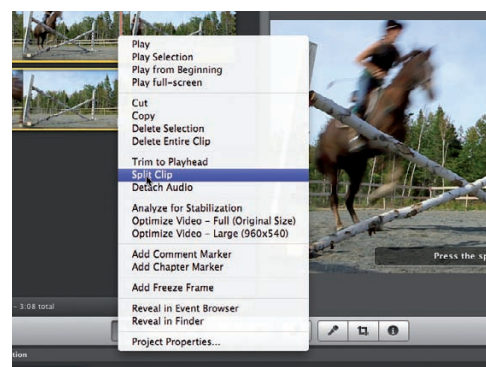 Play
Play Selection
Play from Beginning
Play full-screen
Cut
Copy
Delete Selection
Delete Entire Clip
Trim to Playhead
Split Clip
Detach Audio
Analyze for Stabilization
Optimize Video - Full (Original Size)
Optimize Video - Large (960x540)
Add Comment Marker
Add Chapter Marker
Add Freeze Frame
Reveal in Event Browser
Reveal in Finder
Project Properties...
Press the sp
- 3:08 total
tion